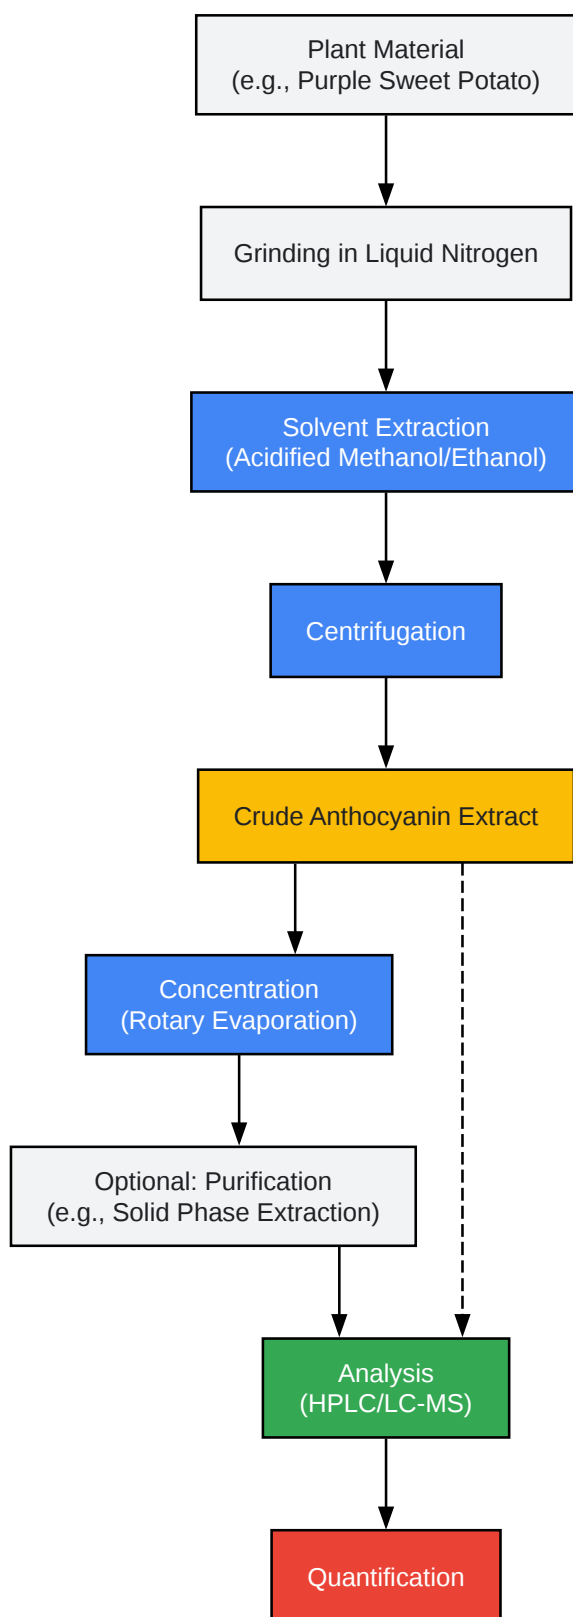 Plant Material
(e.g., Purple Sweet Potato)
Grinding in Liquid Nitrogen
Solvent Extraction
(Acidified Methanol/Ethanol)
Centrifugation
Crude Anthocyanin Extract
Concentration
(Rotary Evaporation)
Optional: Purification
(e.g., Solid Phase Extraction)
Analysis
(HPLC/LC-MS)
Quantification